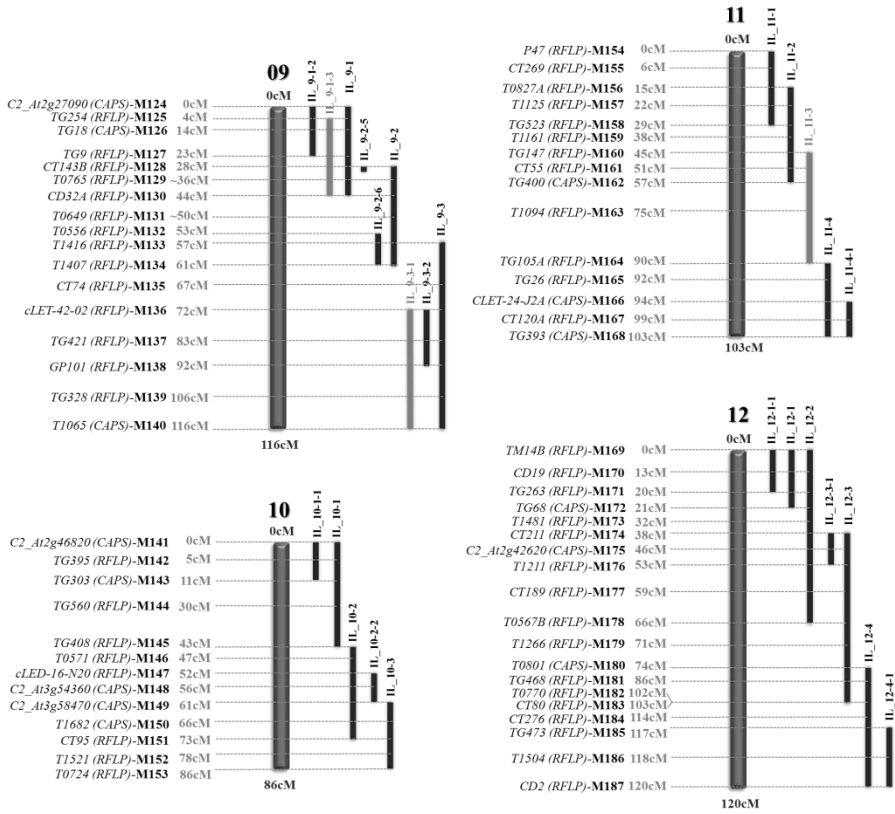 09
0cM
IL_9-1-2
IL_9-1-3
IL_9-1
IL_9-2-5
IL_9-2
IL_9-2-6
IL_9-3
IL_9-3-1
IL_9-3-2
C2_At2g27090 (CAPS)-M124 0cM
TG254 (RFLP)-M125 4cM
TG18 (CAPS)-M126 14cM
TG9 (RFLP)-M127 23cM
CT143B (RFLP)-M128 28cM
T0765 (RFLP)-M129 ~36cM
CD32A (RFLP)-M130 44cM
T0649 (RFLP)-M131 ~50cM
T0556 (RFLP)-M132 53cM
T1416 (RFLP)-M133 57cM
T1407 (RFLP)-M134 61cM
CT74 (RFLP)-M135 67cM
cLET-42-02 (RFLP)-M136 72cM
TG421 (RFLP)-M137 83cM
GP101 (RFLP)-M138 92cM
TG328 (RFLP)-M139 106cM
T1065 (CAPS)-M140 116cM
116cM
10
0cM
IL_10-1-1
IL_10-1
IL_10-2
IL_10-2-2
IL_10-3
C2_At2g46820 (CAPS)-M141 0cM
TG395 (RFLP)-M142 5cM
TG303 (CAPS)-M143 11cM
TG560 (RFLP)-M144 30cM
TG408 (RFLP)-M145 43cM
T0571 (RFLP)-M146 47cM
cLED-16-N20 (RFLP)-M147 52cM
C2_At3g54360 (CAPS)-M148 56cM
C2_At3g58470 (CAPS)-M149 61cM
T1682 (CAPS)-M150 66cM
CT95 (RFLP)-M151 73cM
T1521 (RFLP)-M152 78cM
T0724 (RFLP)-M153 86cM
86cM
11
0cM
IL_11-1
IL_11-2
IL_11-3
IL_11-4
IL_11-4-1
P47 (RFLP)-M154 0cM
CT269 (RFLP)-M155 6cM
T0827A (RFLP)-M156 15cM
T1125 (RFLP)-M157 22cM
TG523 (RFLP)-M158 29cM
T1161 (RFLP)-M159 38cM
TG147 (RFLP)-M160 45cM
CT55 (RFLP)-M161 51cM
TG400 (CAPS)-M162 57cM
T1094 (RFLP)-M163 75cM
TG105A (RFLP)-M164 90cM
TG26 (RFLP)-M165 92cM
CLET-24-J2A (CAPS)-M166 94cM
CT120A (RFLP)-M167 99cM
TG393 (CAPS)-M168 103cM
103cM
12
0cM
IL_12-1-1
IL_12-1
IL_12-2
IL_12-3-1
IL_12-3
IL_12-4
IL_12-4-1
TM14B (RFLP)-M169 0cM
CD19 (RFLP)-M170 13cM
TG263 (RFLP)-M171 20cM
TG68 (CAPS)-M172 21cM
T1481 (RFLP)-M173 32cM
CT211 (RFLP)-M174 38cM
C2_At2g42620 (CAPS)-M175 46cM
T1211 (RFLP)-M176 53cM
CT189 (RFLP)-M177 59cM
T0567B (RFLP)-M178 66cM
T1266 (RFLP)-M179 71cM
T0801 (CAPS)-M180 74cM
TG468 (RFLP)-M181 86cM
T0770 (RFLP)-M182 102cM
CT80 (RFLP)-M183 103cM
CT276 (RFLP)-M184 114cM
TG473 (RFLP)-M185 117cM
T1504 (RFLP)-M186 118cM
CD2 (RFLP)-M187 120cM
120cM